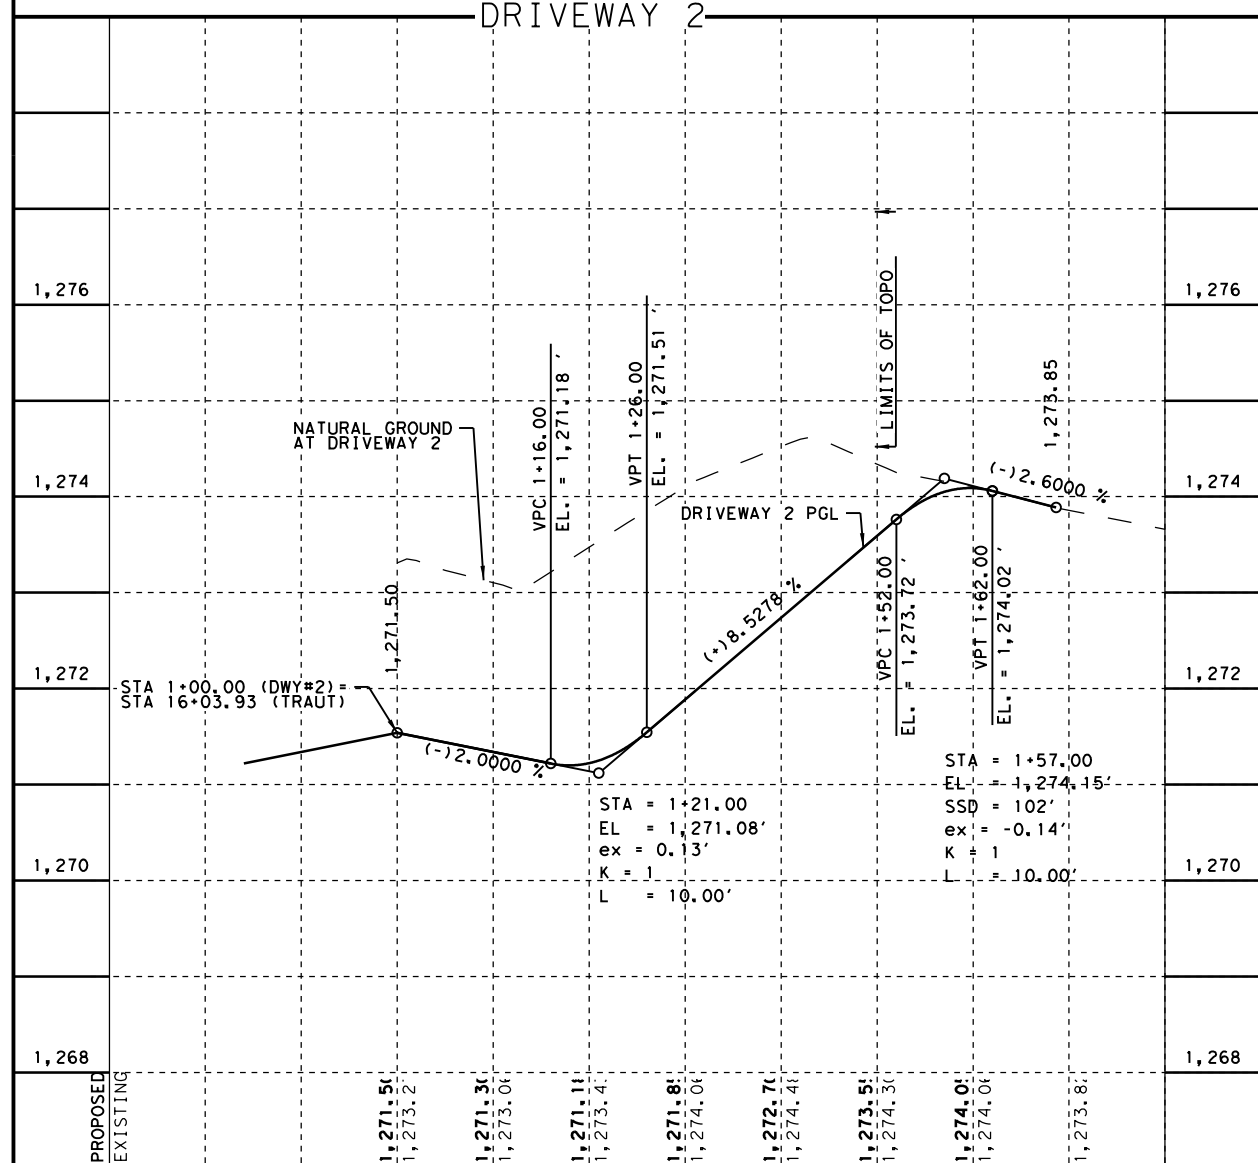 DRIVEWAY 2
1,276
1,276
LIMITS OF TOPO
1,273.85
VPC 1+16.00
EL. = 1,271.18 '
VPT 1+26.00
EL. = 1,271.51 '
NATURAL GROUND
AT DRIVEWAY 2
1,274
1,274
(-)2.6000 %
DRIVEWAY 2 PGL
(+)8.5278 %
VPC 1+52.00
EL. = 1,273.72 '
VPT 1+62.00
EL. = 1,274.02 '
1,271.50
1,272
1,272
STA 1+00.00 (DWY#2)=
STA 16+03.93 (TRAUT)
(-)2.0000 %
STA = 1+21.00
EL = 1,271.08'
ex = 0.13'
K = 1
L = 10.00'
STA = 1+57.00
EL = 1,274.15'
SSD = 102'
ex = -0.14'
K = 1
L = 10.00'
1,270
1,270
1,268
1,268
PROPOSED
EXISTING
1,273.2
1,273.4